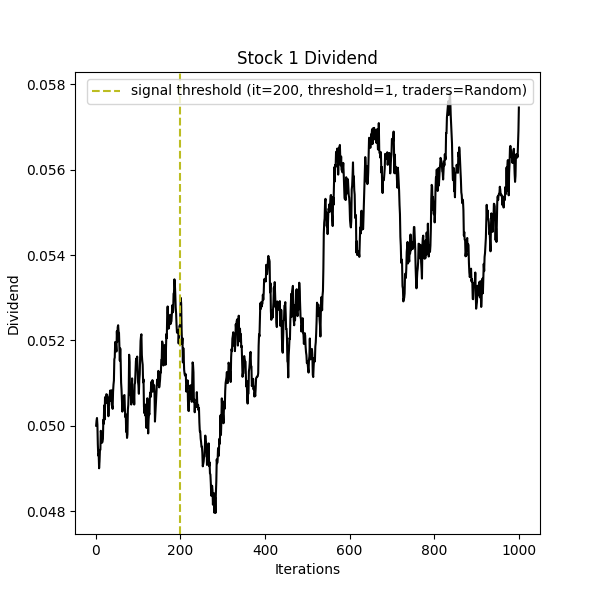 Stock 1 Dividend
signal threshold (it=200, threshold=1, traders=Random)
0.058
0.056
0.054
0.052
0.050
0.048
Dividend
0 200 400 600 800 1000
Iterations